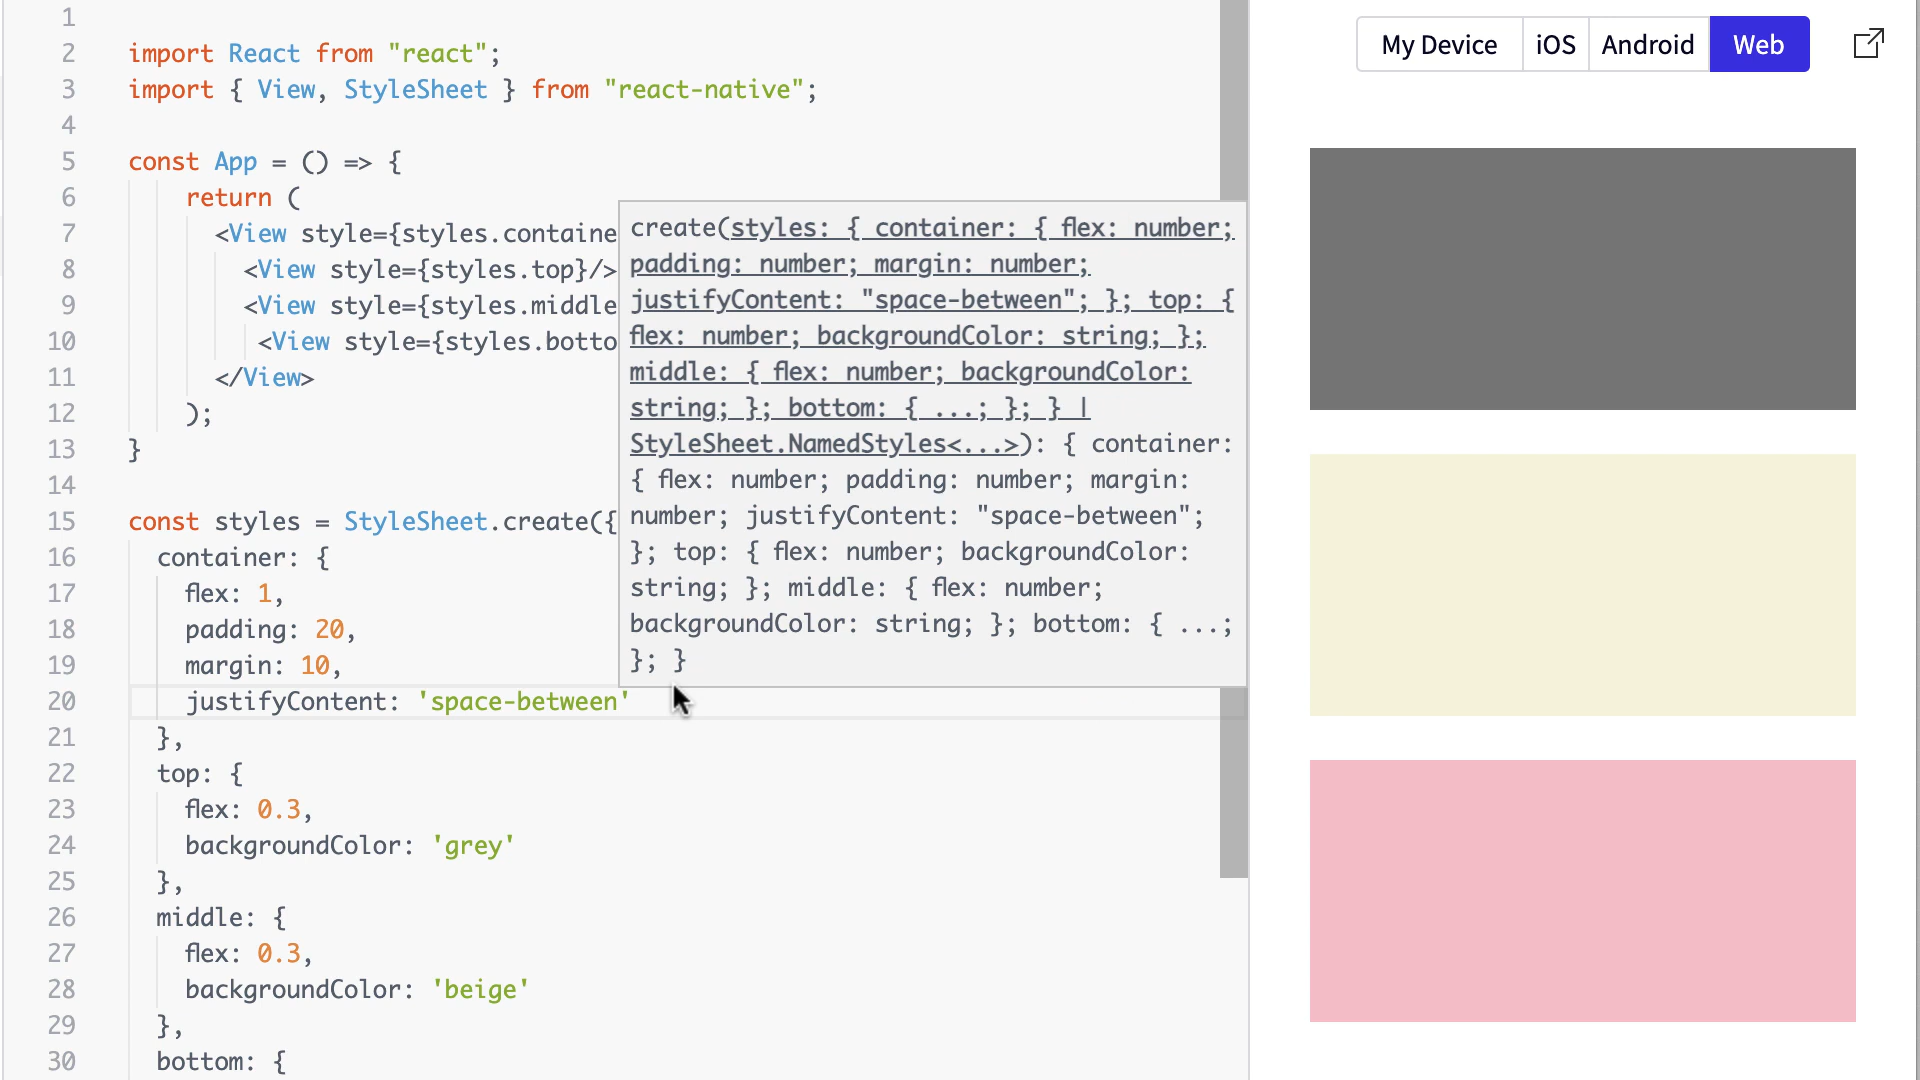 1
2 import React from "react";
3 import { View, StyleSheet } from "react-native";
4
5 const App = () => {
6 return (
7 <View style={styles.containe
8 <View style={styles.top}/>
9 <View style={styles.middle
10 <View style={styles.botto
11 </View>
12 );
13 }
14
15 const styles = StyleSheet.create({
16 container: {
17 flex: 1,
18 padding: 20,
19 margin: 10,
20 justifyContent: 'space-between'
21 },
22 top: {
23 flex: 0.3,
24 backgroundColor: 'grey'
25 },
26 middle: {
27 flex: 0.3,
28 backgroundColor: 'beige'
29 },
30 bottom: {
create(styles: { container: { flex: number;
padding: number; margin: number;
justifyContent: "space-between"; }; top: {
flex: number; backgroundColor: string; };
middle: { flex: number; backgroundColor:
string; }; bottom: { ...; }; } |
StyleSheet.NamedStyles<...>): { container:
{ flex: number; padding: number; margin:
number; justifyContent: "space-between";
}; top: { flex: number; backgroundColor:
string; }; middle: { flex: number;
backgroundColor: string; }; bottom: { ...;
}; }
My Device iOS Android Web